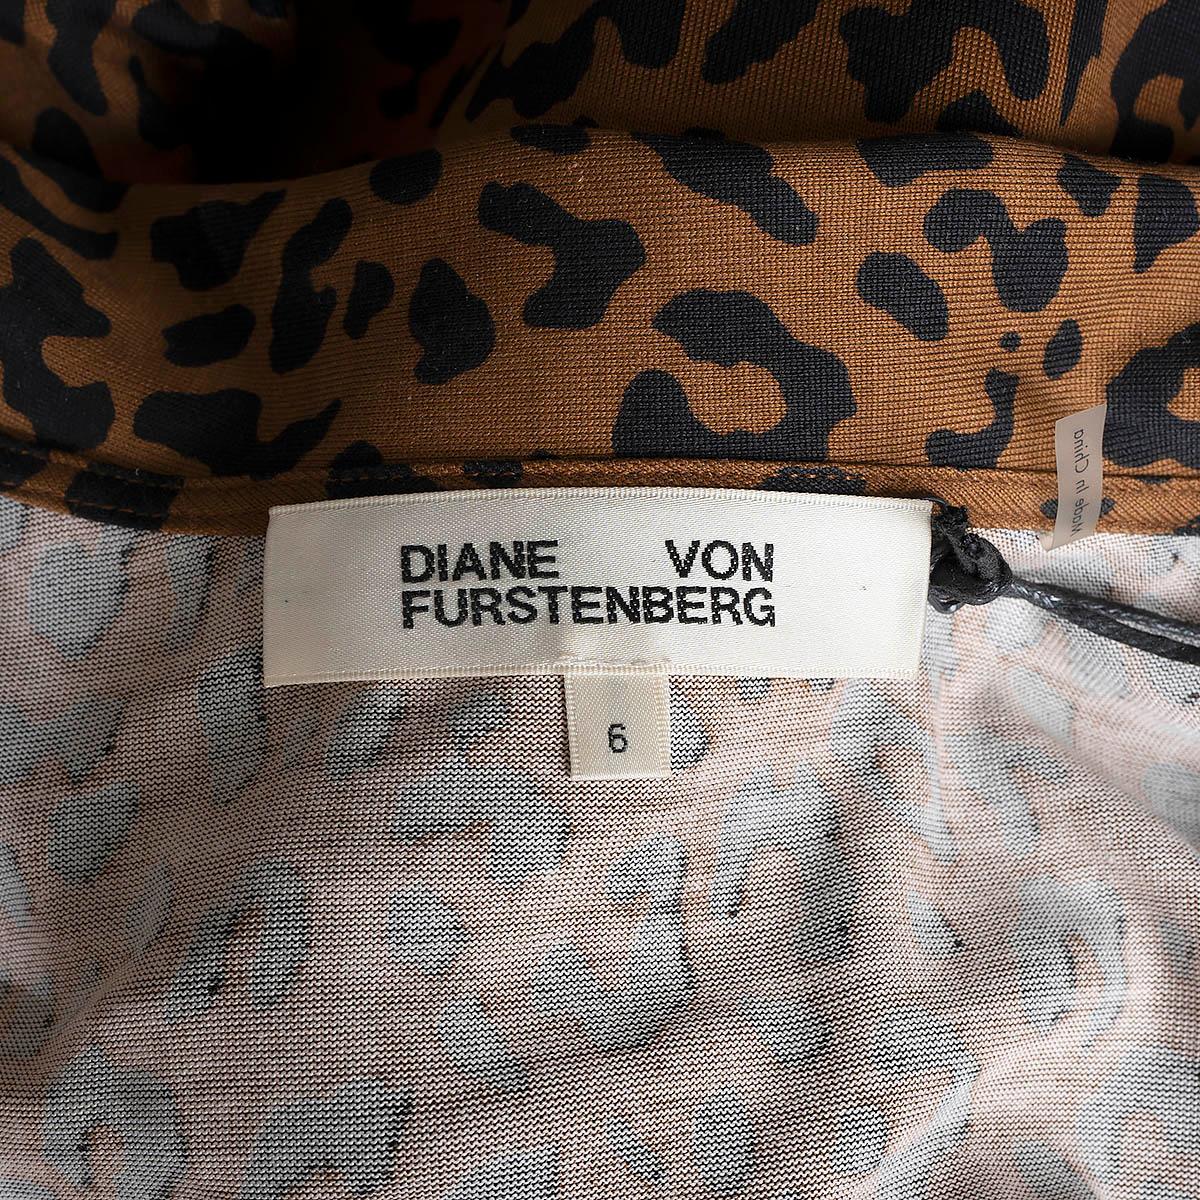 DIANE VON
FURSTENBERG
6
Made in China